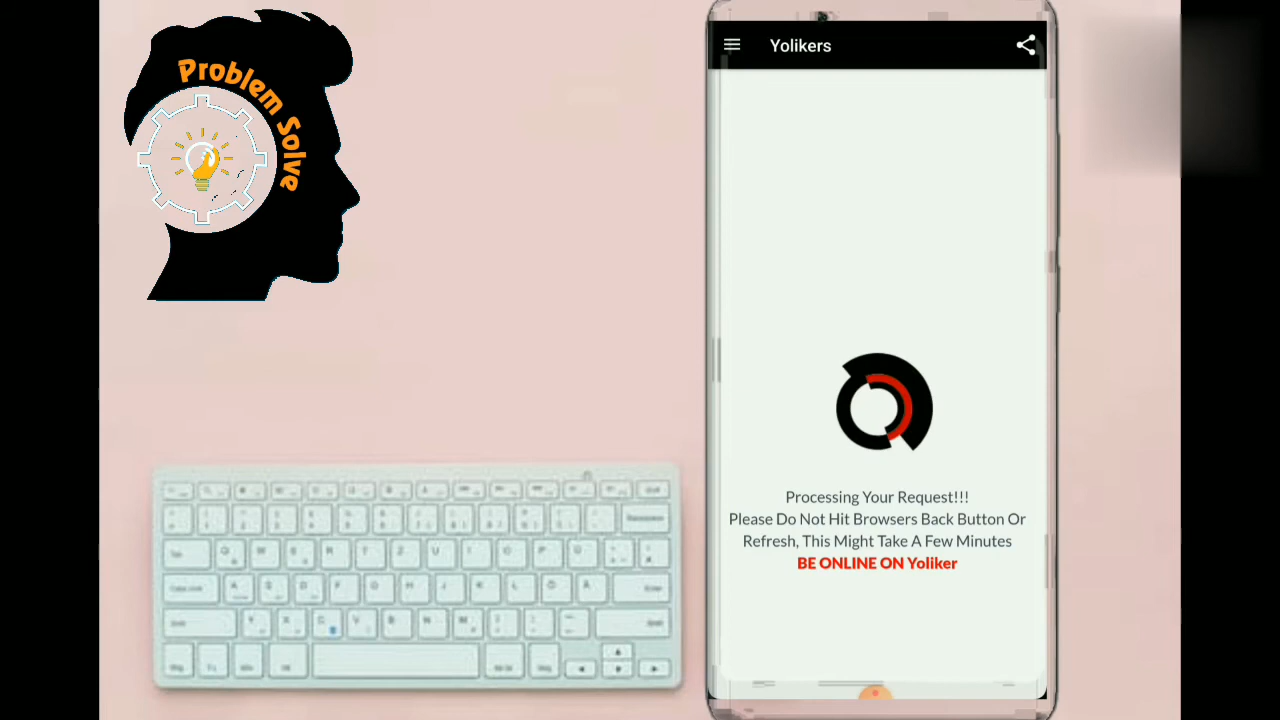 Problem Solve
Yolikers
Processing Your Request!!!
Please Do Not Hit Browsers Back Button Or
Refresh, This Might Take A Few Minutes
BE ONLINE ON Yoliker